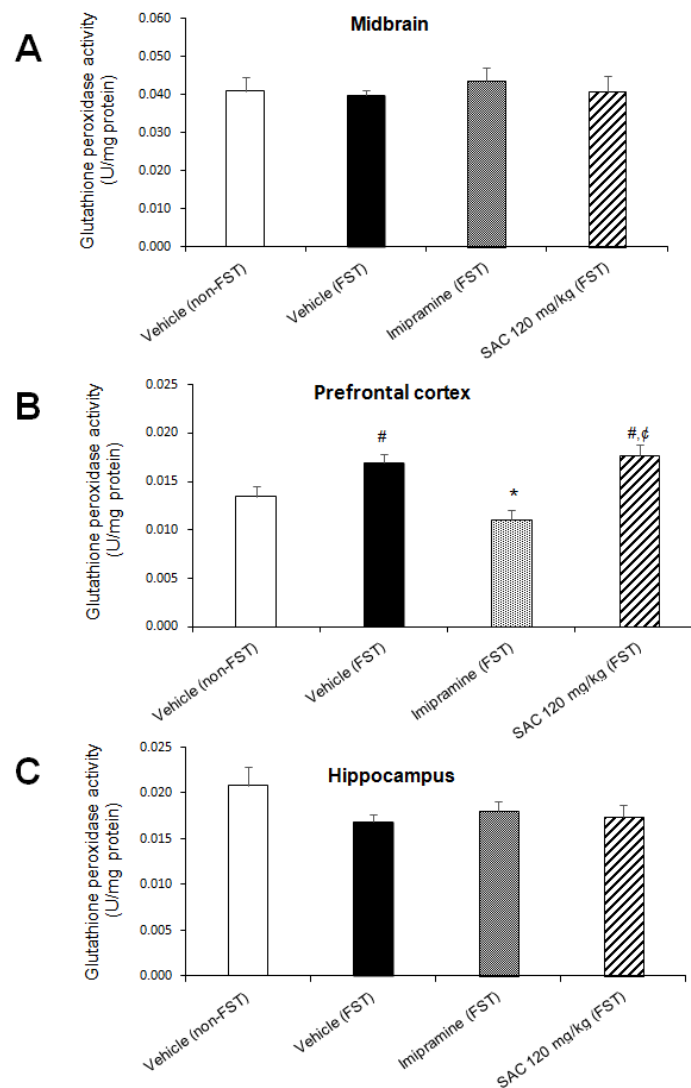 A
Midbrain
Glutathione peroxidase activity
(U/mg protein)
0.060
0.050
0.040
0.030
0.020
0.010
0.000
Vehicle (non-FST)
Vehicle (FST)
Imipramine (FST)
SAC 120 mg/kg (FST)
B
Prefrontal cortex
Glutathione peroxidase activity
(U/mg protein)
0.025
0.020
0.015
0.010
0.005
0.000
#
*
#,¢
Vehicle (non-FST)
Vehicle (FST)
Imipramine (FST)
SAC 120 mg/kg (FST)
C
Hippocampus
Glutathione peroxidase activity
(U/mg protein)
0.025
0.020
0.015
0.010
0.005
0.000
Vehicle (non-FST)
Vehicle (FST)
Imipramine (FST)
SAC 120 mg/kg (FST)